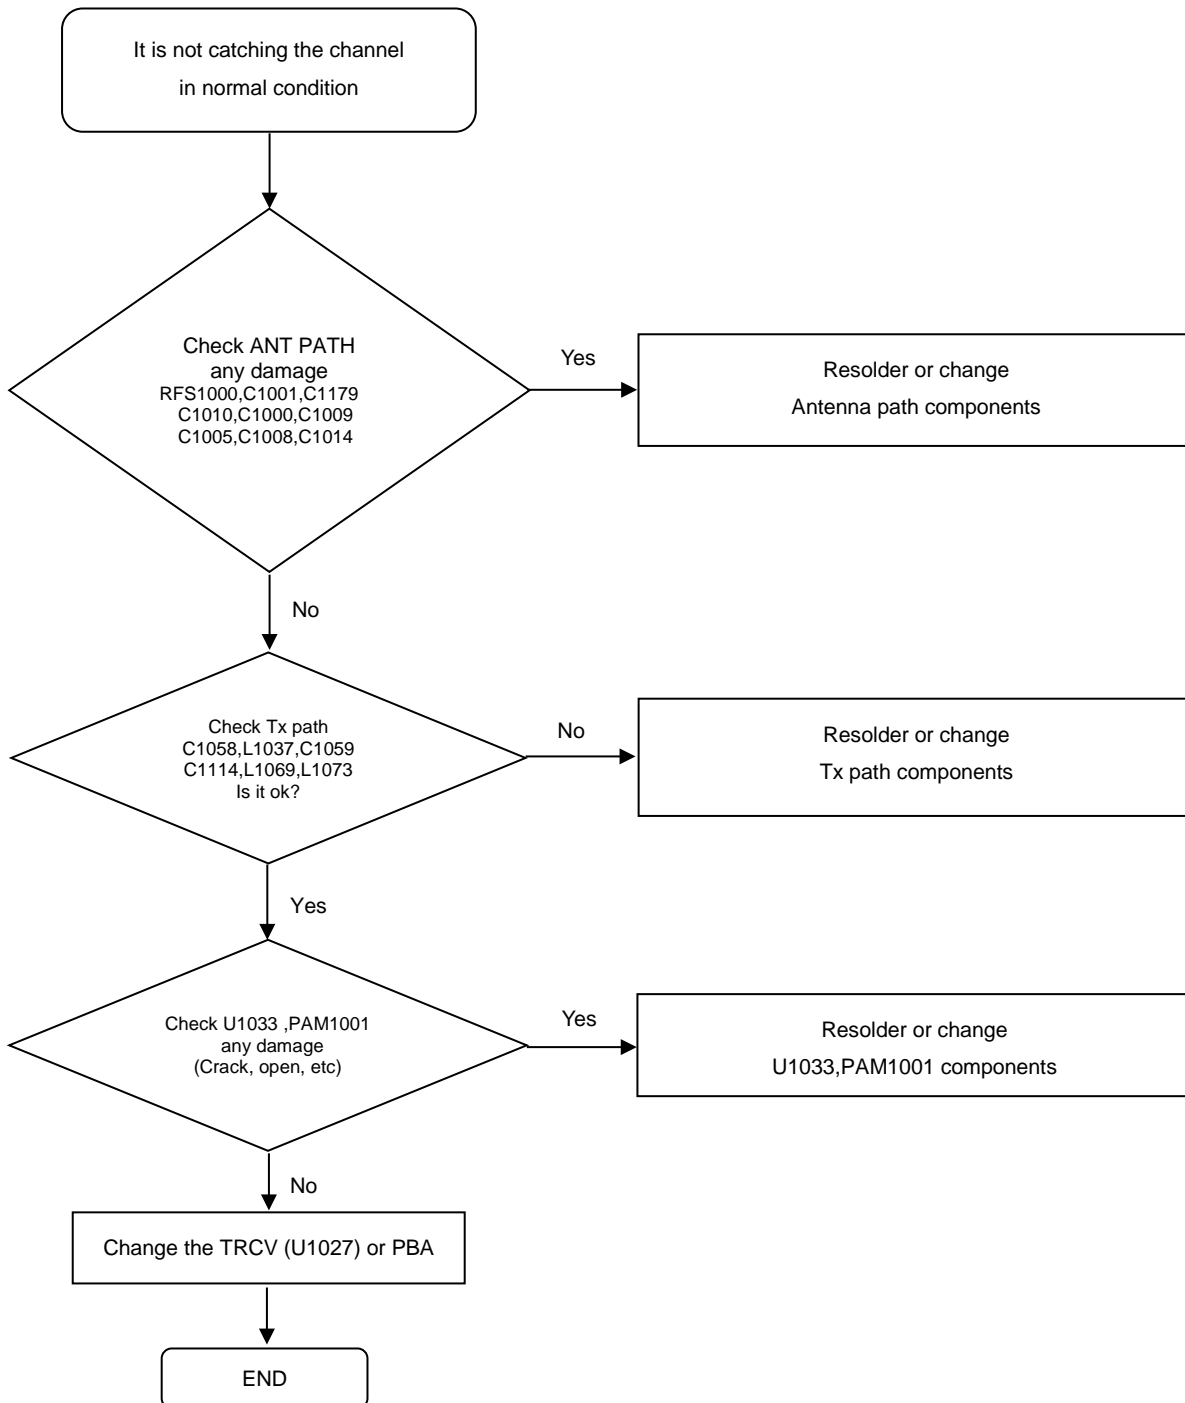 It is not catching the channel
in normal condition
Check ANT PATH
any damage
RFS1000,C1001,C1179
C1010,C1000,C1009
C1005,C1008,C1014
Yes
Resolder or change
Antenna path components
No
Check Tx path
C1058,L1037,C1059
C1114,L1069,L1073
Is it ok?
No
Resolder or change
Tx path components
Yes
Check U1033 ,PAM1001
any damage
(Crack, open, etc)
Yes
Resolder or change
U1033,PAM1001 components
No
Change the TRCV (U1027) or PBA
END